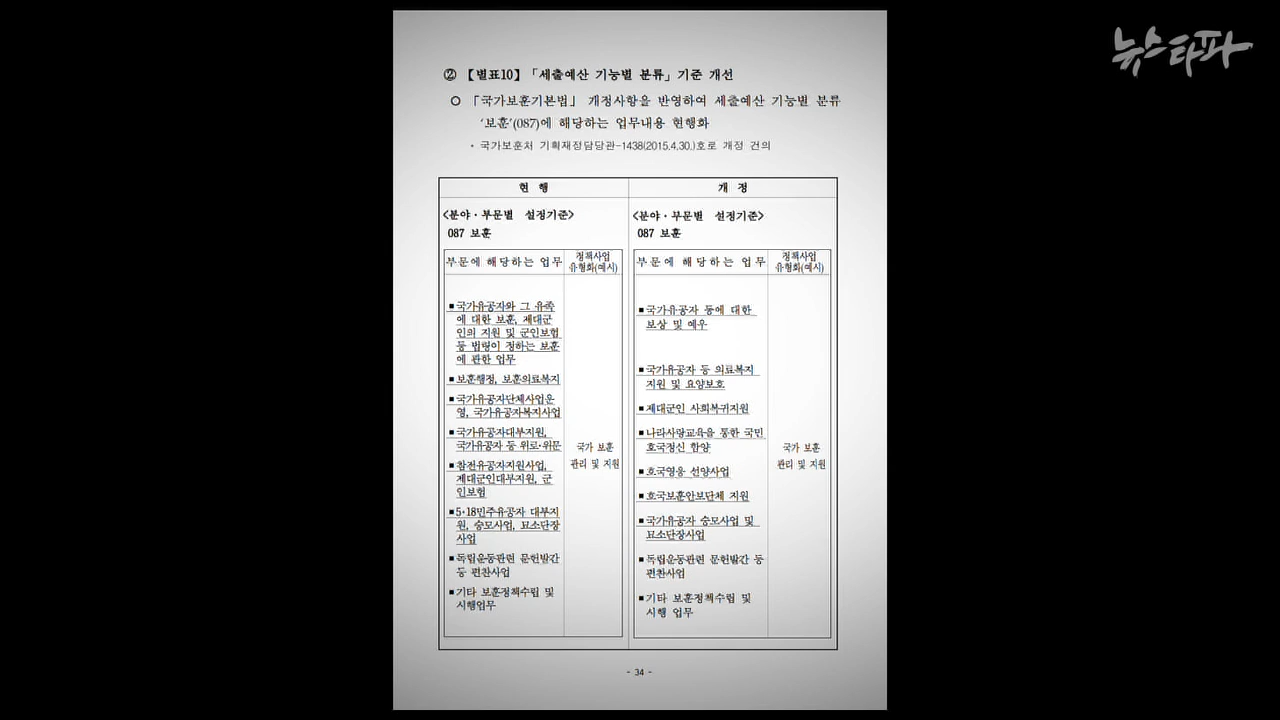 뉴스타파
② 【별표10】 「세출예산 기능별 분류」 기준 개선
○ 「국가보훈기본법」 개정사항을 반영하여 세출예산 기능별 분류
'보훈'(087)에 해당하는 업무내용 현행화
* 국가보훈처 기획재정담당관-1438(2015.4.30.)호로 개정 건의
현 행
<분야·부문별 설정기준>
087 보훈
부문에 해당하는 업무
정책사업
유형화(예시)
■국가유공자와 그 유족
에 대한 보훈, 제대군
인의 지원 및 군인보험
등 법령이 정하는 보훈
에 관한 업무
■보훈행정, 보훈의료복지
■국가유공자단체사업운
영, 국가유공자복지사업
■국가유공자대부지원,
국가유공자 등 위로·위문
■참전유공자지원사업,
제대군인대부지원, 군
인보험
■5·18민주유공자 대부지
원, 숭모사업, 묘소단장
사업
■독립운동관련 문헌발간
등 편찬사업
■기타 보훈정책수립 및
시행업무
국가 보훈
관리 및 지원
개 정
<분야·부문별 설정기준>
087 보훈
부문에 해당하는 업무
정책사업
유형화(예시)
■국가유공자 등에 대한
보상 및 예우
■국가유공자 등 의료복지
지원 및 요양보호
■제대군인 사회복귀지원
■나라사랑교육을 통한 국민
호국정신 함양
■호국영웅 선양사업
■호국보훈안보단체 지원
■국가유공자 숭모사업 및
묘소단장사업
■독립운동관련 문헌발간 등
편찬사업
■기타 보훈정책수립 및
시행 업무
국가 보훈
관리 및 지원
- 34 -